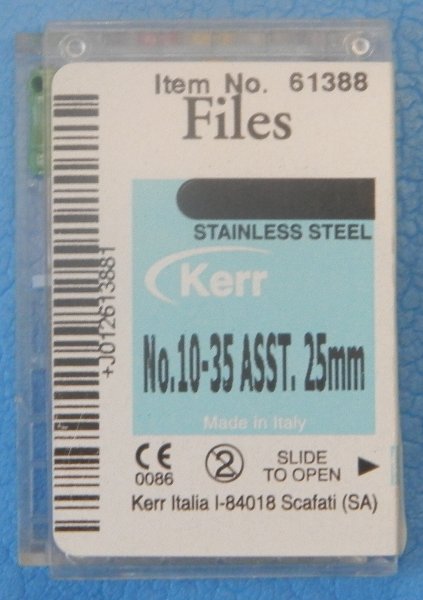 Item No. 61388
Files
STAINLESS STEEL
Kerr
No.10-35 ASST. 25mm
Made in Italy
CE
0086
2
SLIDE
TO OPEN
Kerr Italia I-84018 Scafati (SA)
+J012613881